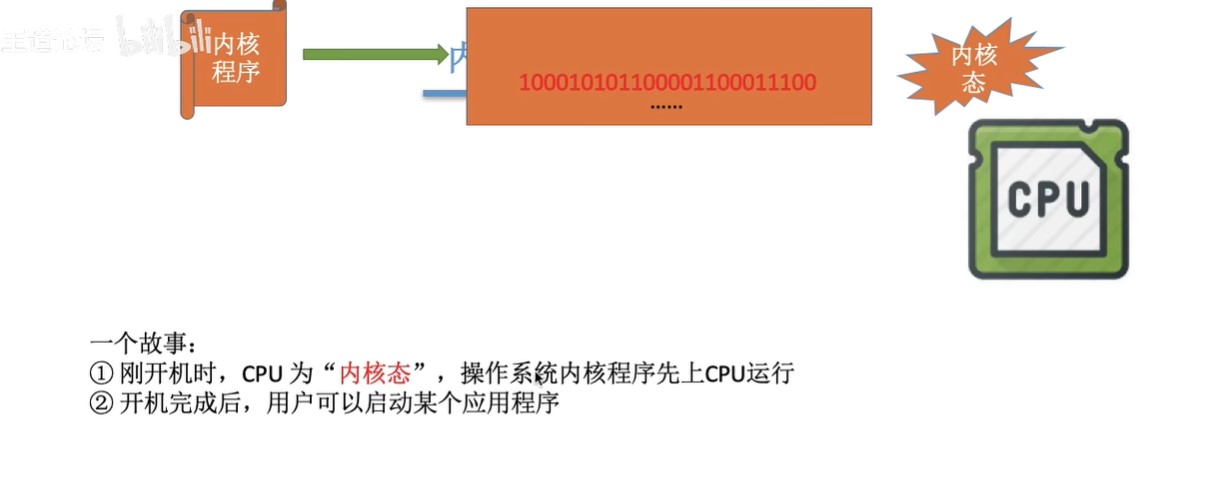 王道论坛 bilibili
内核
程序
内
100010101100001100011100
......
内核
态
CPU
一个故事：
① 刚开机时，CPU 为“内核态”，操作系统内核程序先上CPU运行
② 开机完成后，用户可以启动某个应用程序